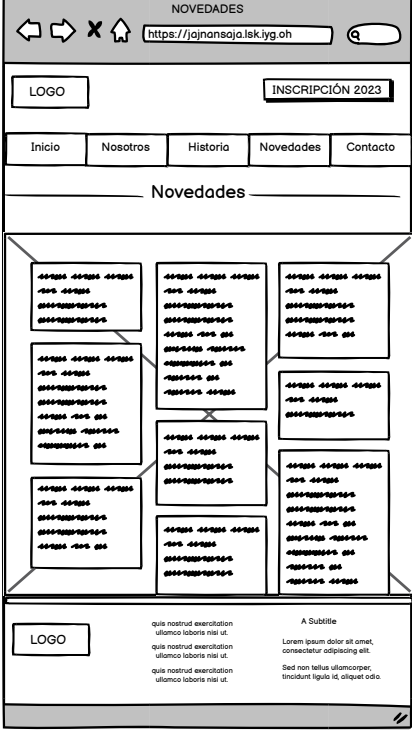 NOVEDADES
https://jajnansaja.lsk.iyg.oh
LOGO
INSCRIPCIÓN 2023
Inicio
Nosotros
Historia
Novedades
Contacto
Novedades
LOGO
quis nostrud exercitation
ullamco laboris nisi ut.
quis nostrud exercitation
ullamco laboris nisi ut.
quis nostrud exercitation
ullamco laboris nisi ut.
A Subtitle
Lorem ipsum dolor sit amet,
consectetur adipiscing elit.
Sed non tellus ullamcorper,
tincidunt ligula id, aliquet odio.